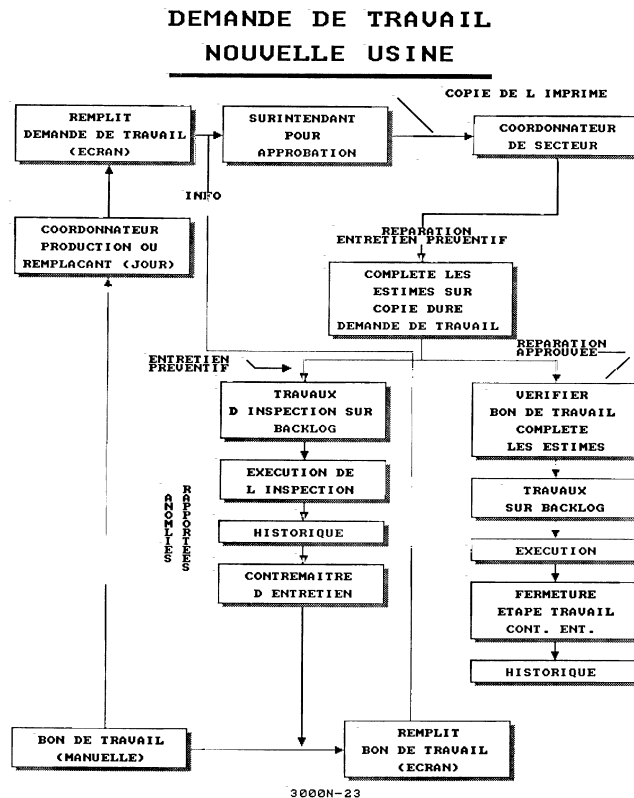 DEMANDE DE TRAVAIL
NOUVELLE USINE
COPIE DE L IMPRIME
REMPLIT
DEMANDE DE TRAVAIL
(ECRAN)
SURINTENDANT
POUR
APPROBATION
COORDONNATEUR
DE SECTEUR
INFO
COORDONNATEUR
PRODUCTION OU
REMPLACANT (JOUR)
REPARATION
ENTRETIEN PREVENTIF
COMPLETE LES
ESTIMES SUR
COPIE DURE
DEMANDE DE TRAVAIL
ENTRETIEN
PREVENTIF
REPARATION
APPROUVEE
TRAVAUX
D INSPECTION SUR
BACKLOG
VERIFIER
BON DE TRAVAIL
COMPLETE
LES ESTIMES
EXECUTION DE
L INSPECTION
TRAVAUX
SUR BACKLOG
ANOMLIES
RAPPORTEES
HISTORIQUE
EXECUTION
CONTREMAITRE
D ENTRETIEN
FERMETURE
ETAPE TRAVAIL
CONT. ENT.
HISTORIQUE
BON DE TRAVAIL
(MANUELLE)
REMPLIT
BON DE TRAVAIL
(ECRAN)
3000N-23